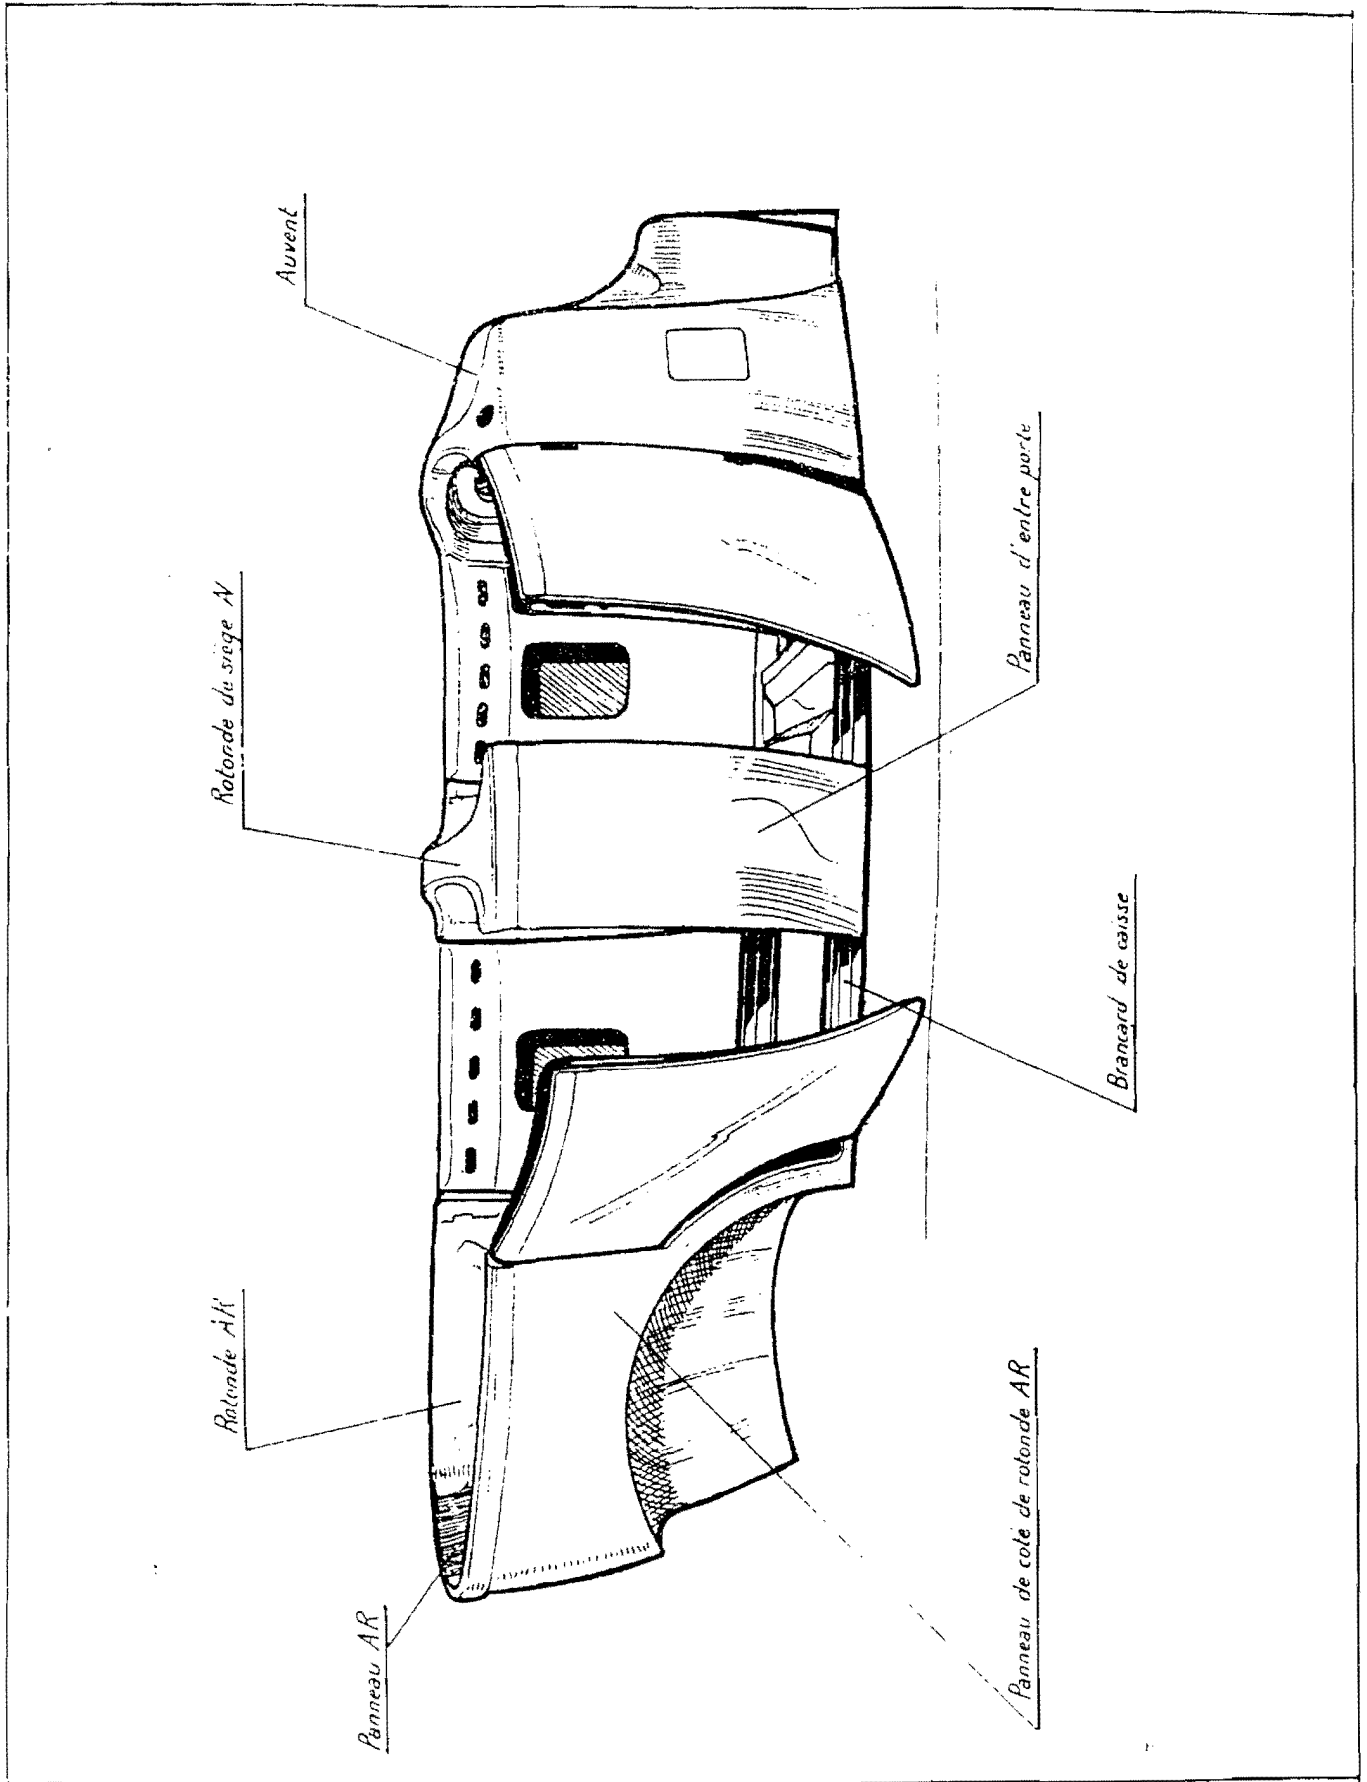 Panneau AR
Rotonde AR
Rotonde de siège AV
Auvent
Panneau de coté de rotonde AR
Brancard de caisse
Panneau d'entre porte